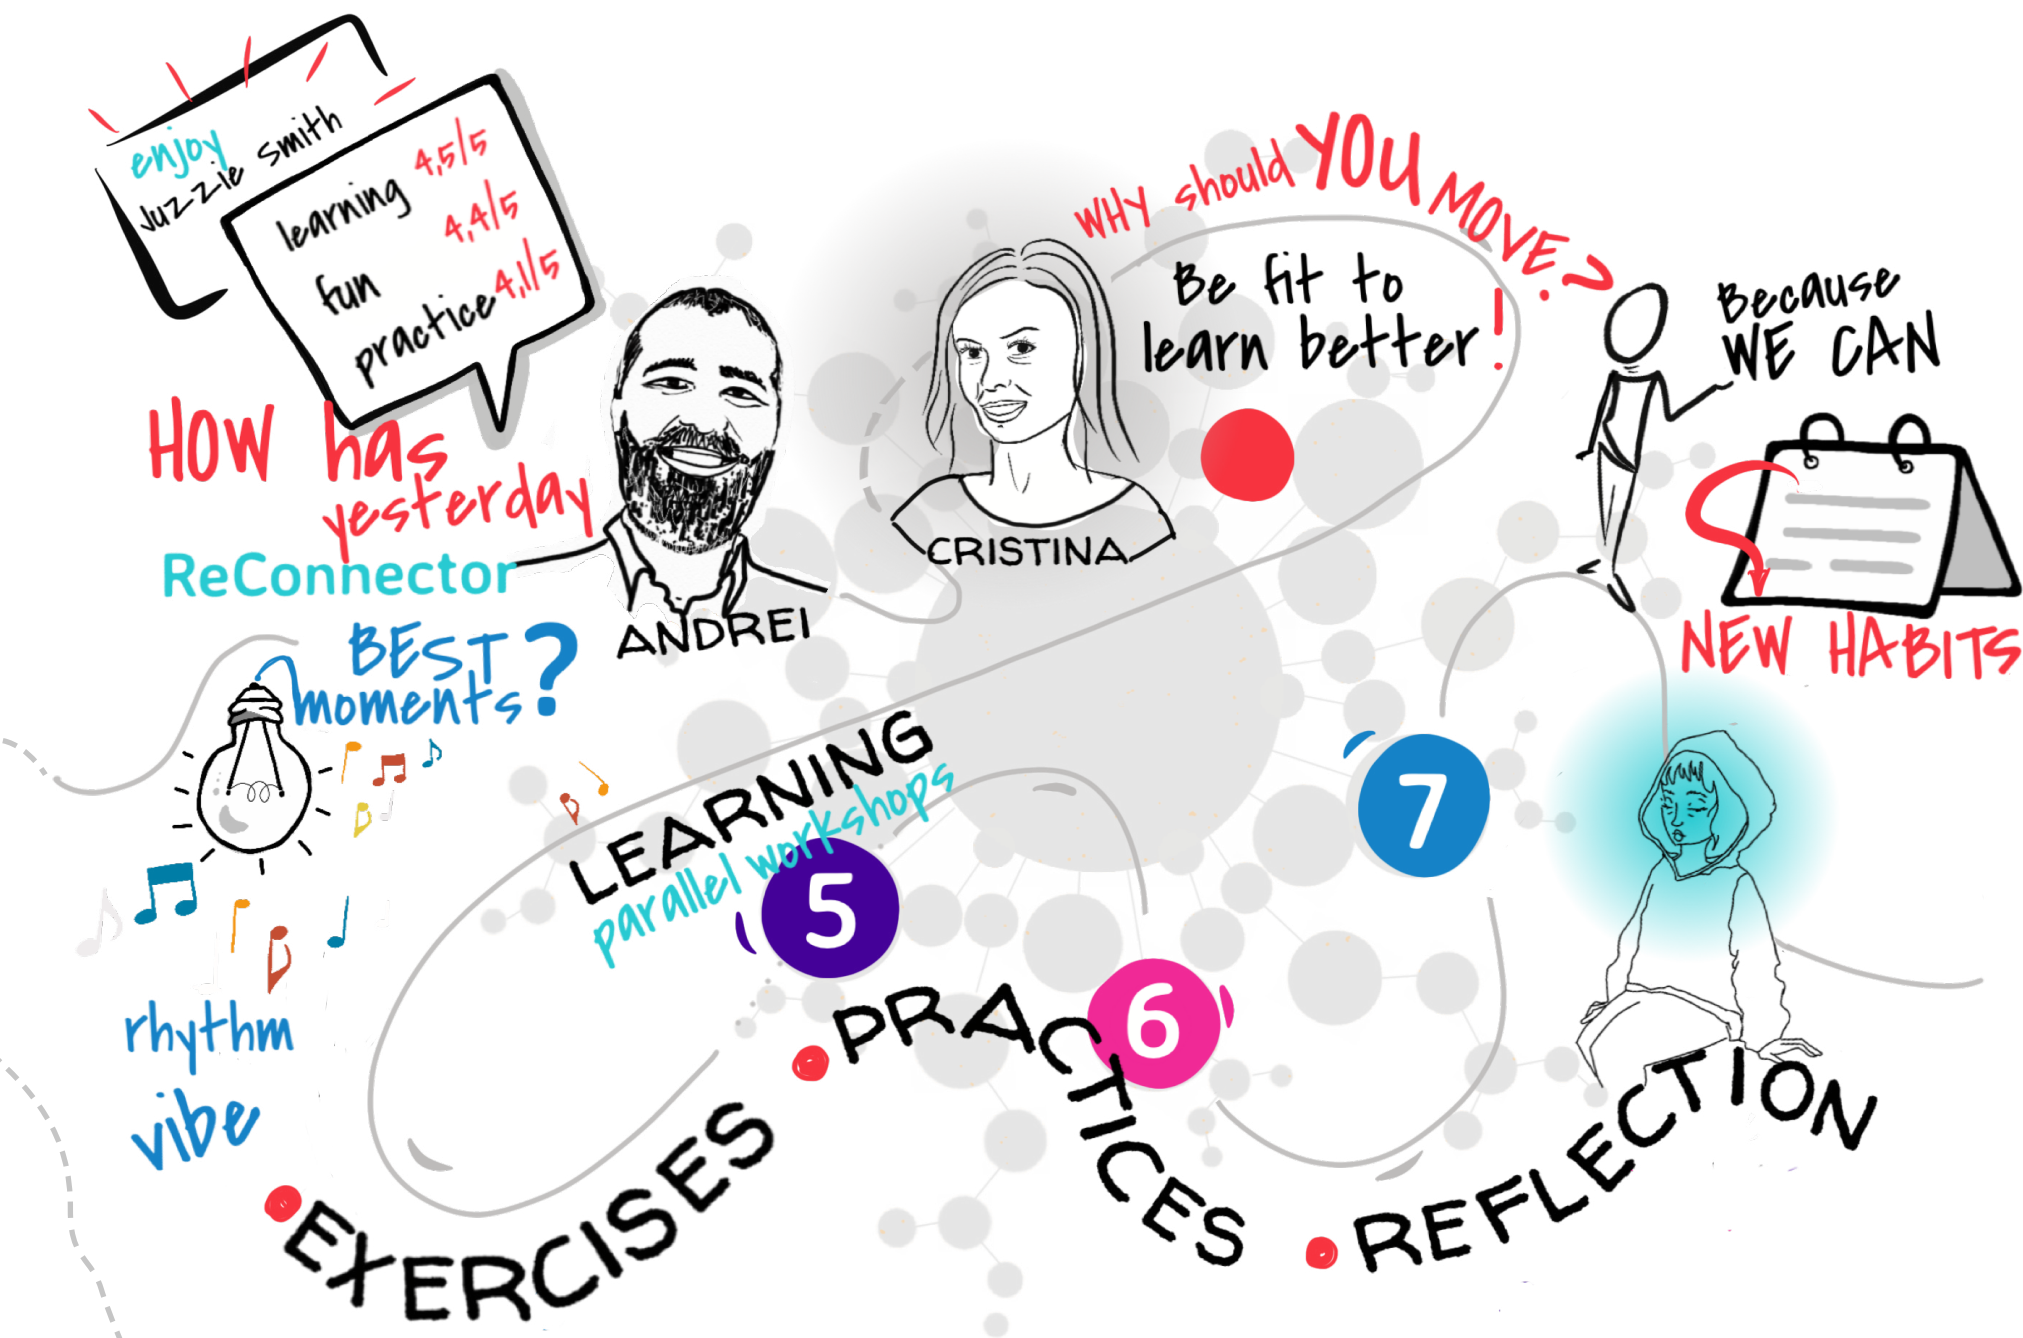 enjoy
Juzzie Smith
learning 4,5/5
fun 4,4/5
practice 4,1/5
HOW has
yesterday
ReConnector
BEST
moments?
ANDREI
CRISTINA
WHY should YOU MOVE?
Be fit to
learn better!
Because
WE CAN
NEW HABITS
rhythm
vibe
LEARNING
parallel workshops
5
6
7
EXERCISES
PRACTICES
REFLECTION